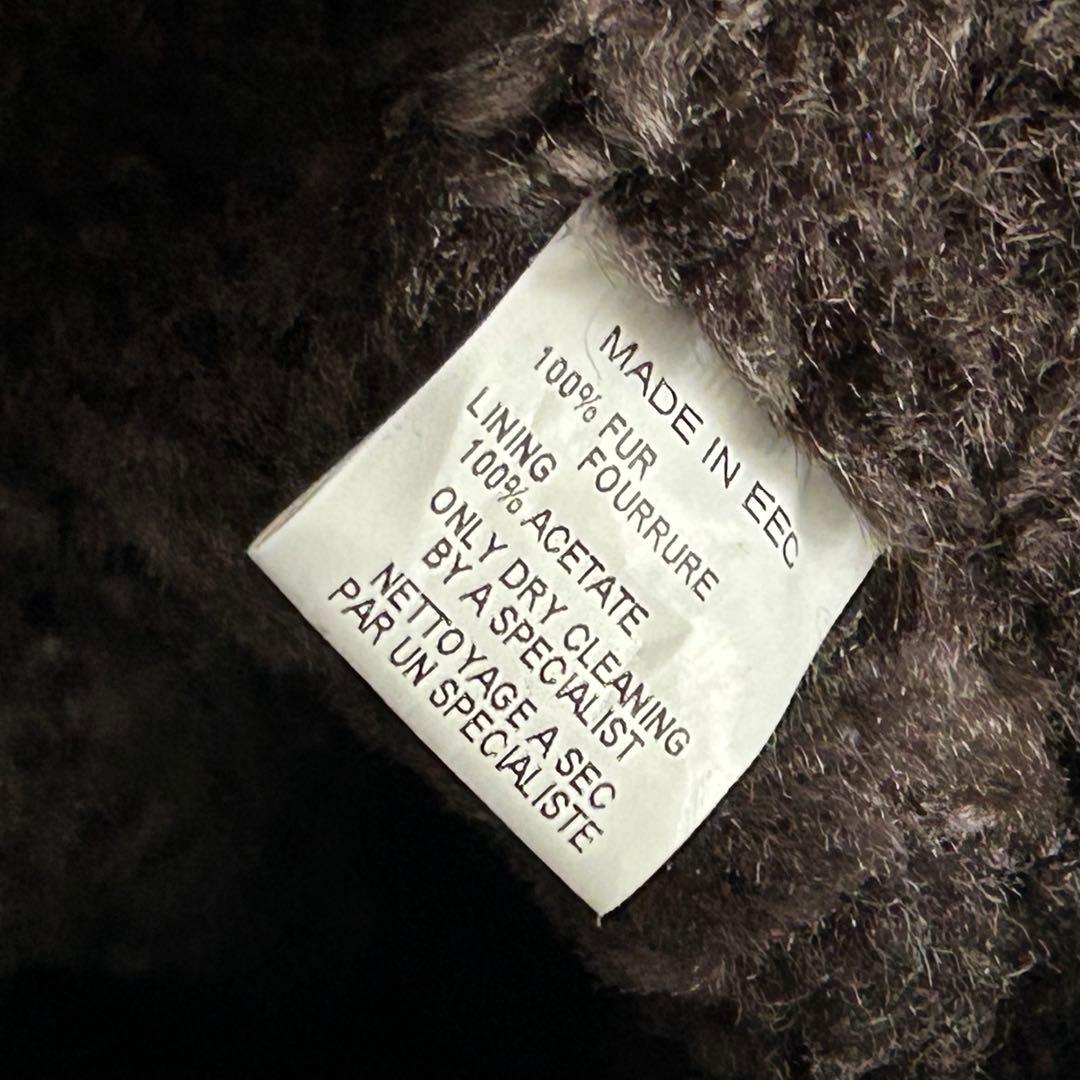 MADE IN EEC
100% FUR
FOURRURE
LINING
100% ACETATE
ONLY DRY CLEANING
BY A SPECIALIST
NETTOYAGE A SEC
PAR UN SPECIALISTE